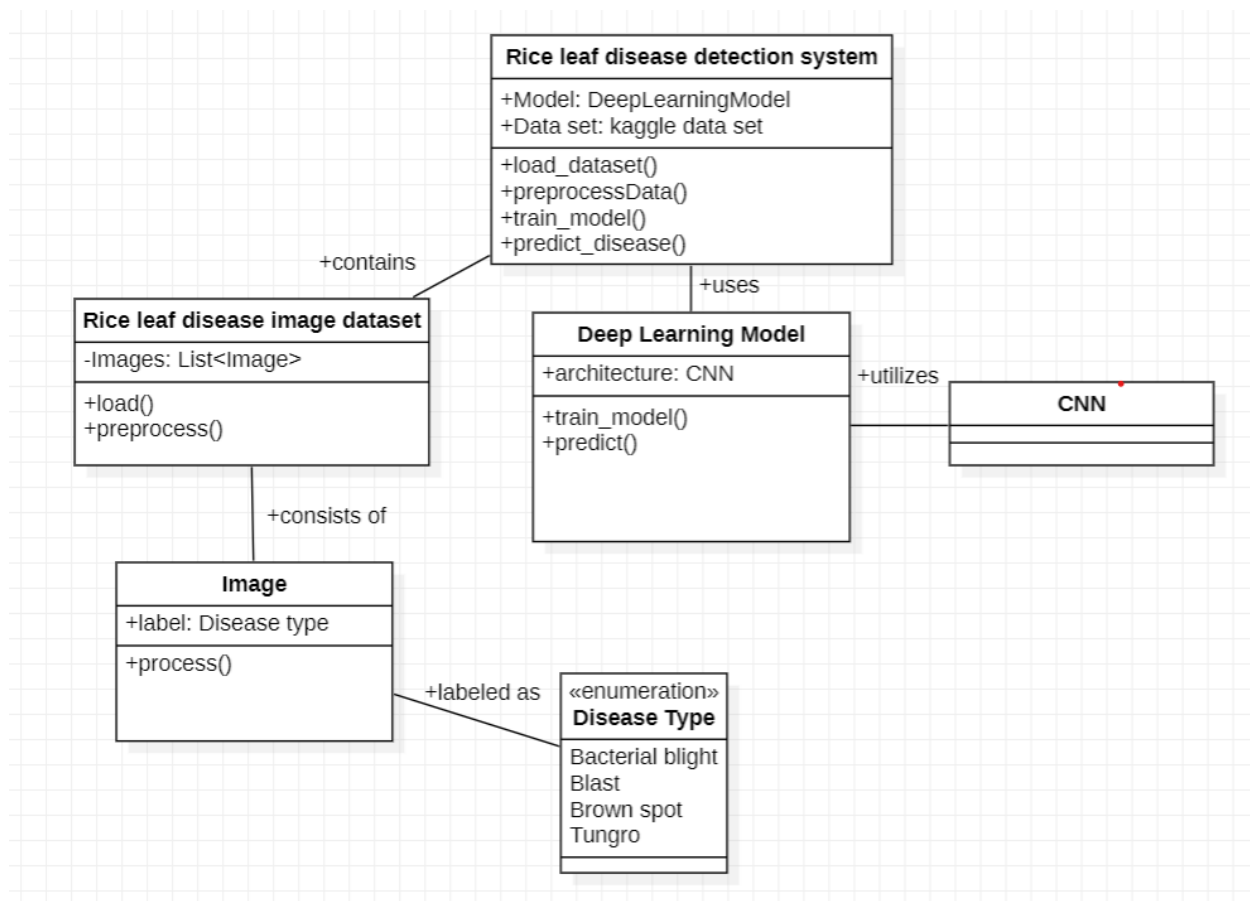 Rice leaf disease detection system
+Model: DeepLearningModel
+Data set: kaggle data set
+load_dataset()
+preprocessData()
+train_model()
+predict_disease()
+contains
+uses
Rice leaf disease image dataset
-Images: List<Image>
+load()
+preprocess()
Deep Learning Model
+architecture: CNN
+train_model()
+predict()
+utilizes
CNN
+consists of
Image
+label: Disease type
+process()
+labeled as
«enumeration»
Disease Type
Bacterial blight
Blast
Brown spot
Tungro